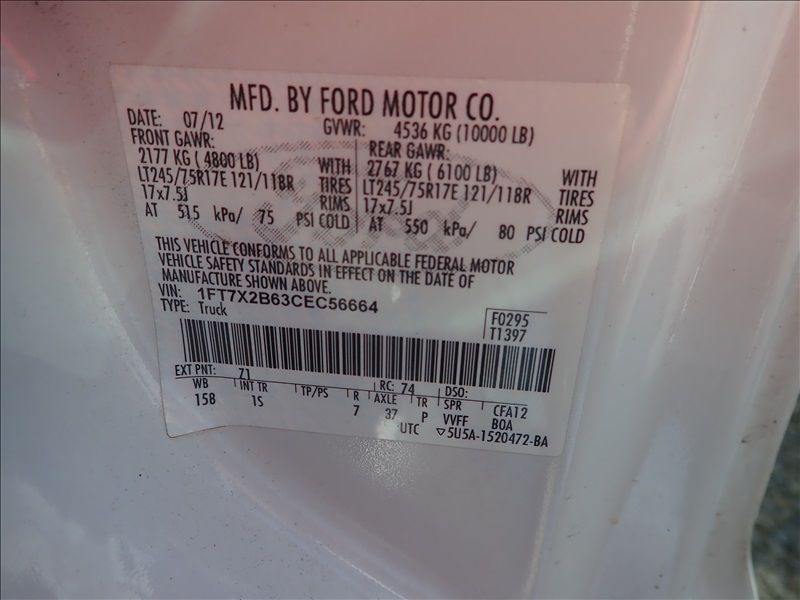 MFD. BY FORD MOTOR CO.
DATE: 07/12 GVWR: 4536 KG (10000 LB)
FRONT GAWR: REAR GAWR:
2177 KG ( 4800 LB) WITH 2767 KG ( 6100 LB) WITH
LT245/75R17E 121/118R TIRES LT245/75R17E 121/118R TIRES
17x7.5J RIMS 17x7.5J RIMS
AT 515 kPa/ 75 PSI COLD AT 550 kPa/ 80 PSI COLD
THIS VEHICLE CONFORMS TO ALL APPLICABLE FEDERAL MOTOR
VEHICLE SAFETY STANDARDS IN EFFECT ON THE DATE OF
MANUFACTURE SHOWN ABOVE.
VIN: 1FT7X2B63CEC56664
TYPE: Truck
F0295
T1397
EXT PNT: 71 RC: 74 DSO:
WB INT TR TP/PS R AXLE TR SPR CFA12
158 1S 7 37 P VVFF BOA
UTC ▽5U5A-1520472-BA